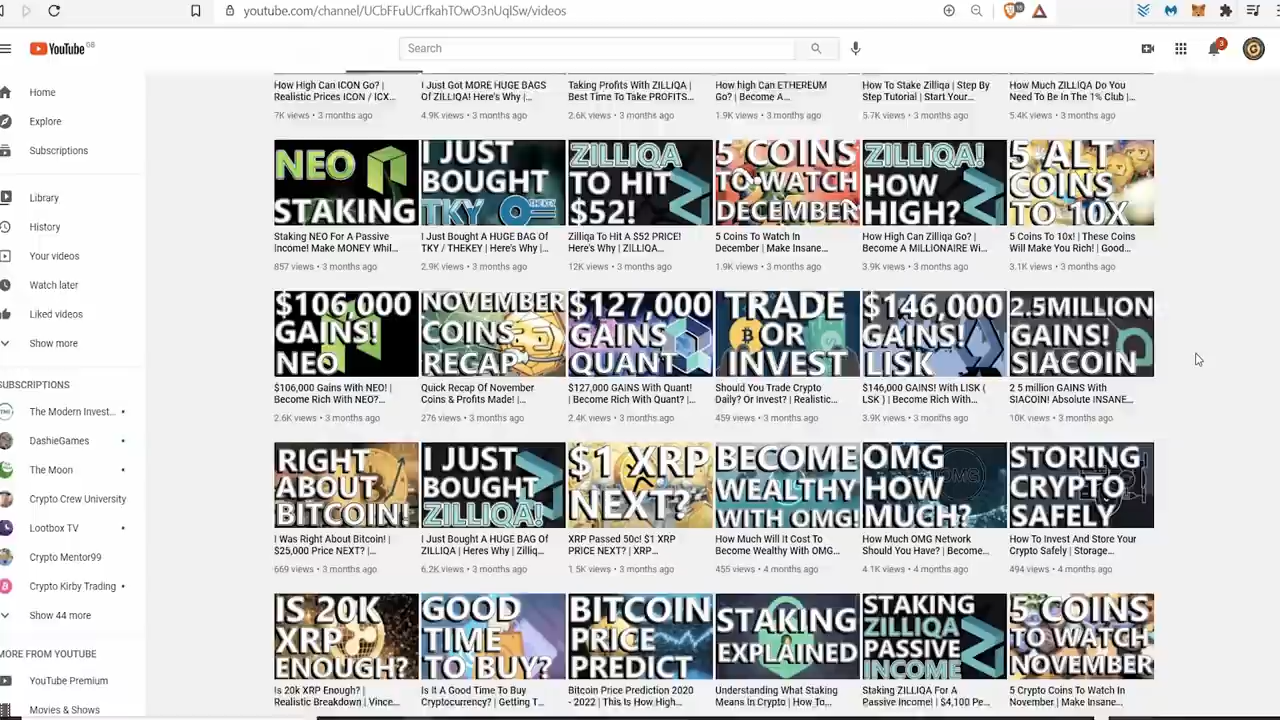 youtube.com/channel/UCbFFuUCrfkahTOwO3nUqlSw/videos
YouTube GB
Search
3
Home
Explore
Subscriptions
Library
History
Your videos
Watch later
Liked videos
Show more
SUBSCRIPTIONS
The Modern Invest...
DashieGames
The Moon
Crypto Crew University
Lootbox TV
Crypto Mentor99
Crypto Kirby Trading
Show 44 more
MORE FROM YOUTUBE
YouTube Premium
Movies & Shows
How High Can ICON Go? |
Realistic Prices ICON / ICX...
7K views • 3 months ago
I Just Got MORE HUGE BAGS
Of ZILLIQA! Here's Why |...
4.9K views • 3 months ago
Taking Profits With ZILLIQA |
Best Time To Take PROFITS...
2.6K views • 3 months ago
How high Can ETHEREUM
Go? | Become A...
1.9K views • 3 months ago
How To Stake Zilliqa | Step By
Step Tutorial | Start Your...
5.7K views • 3 months ago
How Much ZILLIQA Do You
Need To Be In The 1% Club |...
5.4K views • 3 months ago
NEO
STAKING
Staking NEO For A Passive
Income! Make MONEY Whil...
857 views • 3 months ago
I JUST
BOUGHT
TKY
THEKEY
I Just Bought A HUGE BAG Of
TKY / THEKEY | Here's Why |...
2.9K views • 3 months ago
ZILLIQA
TO HIT
$52!
Zilliqa To Hit A $52 PRICE!
Here's Why | ZILLIQA...
12K views • 3 months ago
5 COINS
TO WATCH
DECEMBER
5 Coins To Watch In
December | Make Insane...
1.9K views • 3 months ago
ZILLIQA!
HOW
HIGH?
How High Can Zilliqa Go? |
Become A MILLIONAIRE Wi...
3.9K views • 3 months ago
5 ALT
COINS
TO 10X
5 Coins To 10x! | These Coins
Will Make You Rich! | Good...
3.1K views • 3 months ago
$106,000
GAINS!
NEO
$106,000 Gains With NEO! |
Become Rich With NEO?...
2.6K views • 3 months ago
NOVEMBER
COINS
RECAP
Quick Recap Of November
Coins & Profits Made! |...
276 views • 3 months ago
$127,000
GAINS
QUANT
$127,000 GAINS With Quant!
| Become Rich With Quant? |...
2.4K views • 3 months ago
TRADE
OR
INVEST
Should You Trade Crypto
Daily? Or Invest? | Realistic...
459 views • 3 months ago
$146,000
GAINS!
LISK
$146,000 GAINS! With LISK (
LSK ) | Become Rich With...
3.9K views • 3 months ago
2.5MILLION
GAINS!
SIACOIN
2 5 million GAINS With
SIACOIN! Absolute INSANE...
10K views • 3 months ago
RIGHT
ABOUT
BITCOIN!
I Was Right About Bitcoin! |
$25,000 Price NEXT? |...
669 views • 3 months ago
I JUST
BOUGHT
ZILLIQA!
I Just Bought A HUGE BAG Of
ZILLIQA | Heres Why | Zilliq...
6.2K views • 3 months ago
$1 XRP
NEXT?
XRP Passed 50c! $1 XRP
PRICE NEXT? | XRP...
1.5K views • 3 months ago
BECOME
WEALTHY
WITH OMG!
How Much Will It Cost To
Become Wealthy With OMG...
455 views • 4 months ago
OMG
HOW
MUCH?
How Much OMG Network
Should You Have? | Become...
4.1K views • 4 months ago
STORING
CRYPTO
SAFELY
How To Invest And Store Your
Crypto Safely | Storage...
494 views • 4 months ago
IS 20K
XRP
ENOUGH?
Is 20k XRP Enough? |
Realistic Breakdown | Vince...
GOOD
TIME
TO BUY?
Is It A Good Time To Buy
Cryptocurrency? | Getting T...
BITCOIN
PRICE
PREDICT
Bitcoin Price Prediction 2020
- 2022 | This Is How High...
STAKING
EXPLAINED
Understanding What Staking
Means In Crypto | How To...
STAKING
ZILLIQA
PASSIVE
INCOME
Staking ZILLIQA For A
Passive Income! | $4,100 Pe...
5 COINS
TO WATCH
NOVEMBER
5 Crypto Coins To Watch In
November | Make Insane...